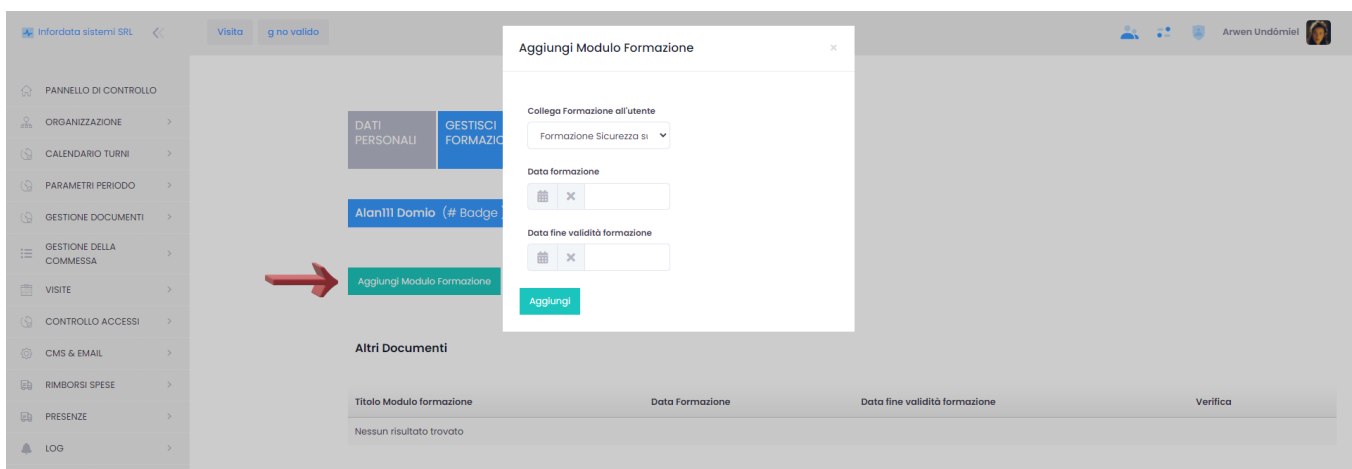 Infordata sistemi SRL
Visita
g no valido
Arwen Undómiel
PANNELLO DI CONTROLLO
ORGANIZZAZIONE
CALENDARIO TURNI
PARAMETRI PERIODO
GESTIONE DOCUMENTI
GESTIONE DELLA
COMMESSA
VISITE
CONTROLLO ACCESSI
CMS & EMAIL
RIMBORSI SPESE
PRESENZE
LOG
DATI
PERSONALI
GESTISCI
FORMAZIO
Alan111 Domio (# Badge
Aggiungi Modulo Formazione
Aggiungi Modulo Formazione
Collega Formazione all'utente
Formazione Sicurezza su
Data formazione
Data fine validità formazione
Aggiungi
Altri Documenti
Titolo Modulo formazione Data Formazione Data fine validità formazione Verifica
Nessun risultato trovato